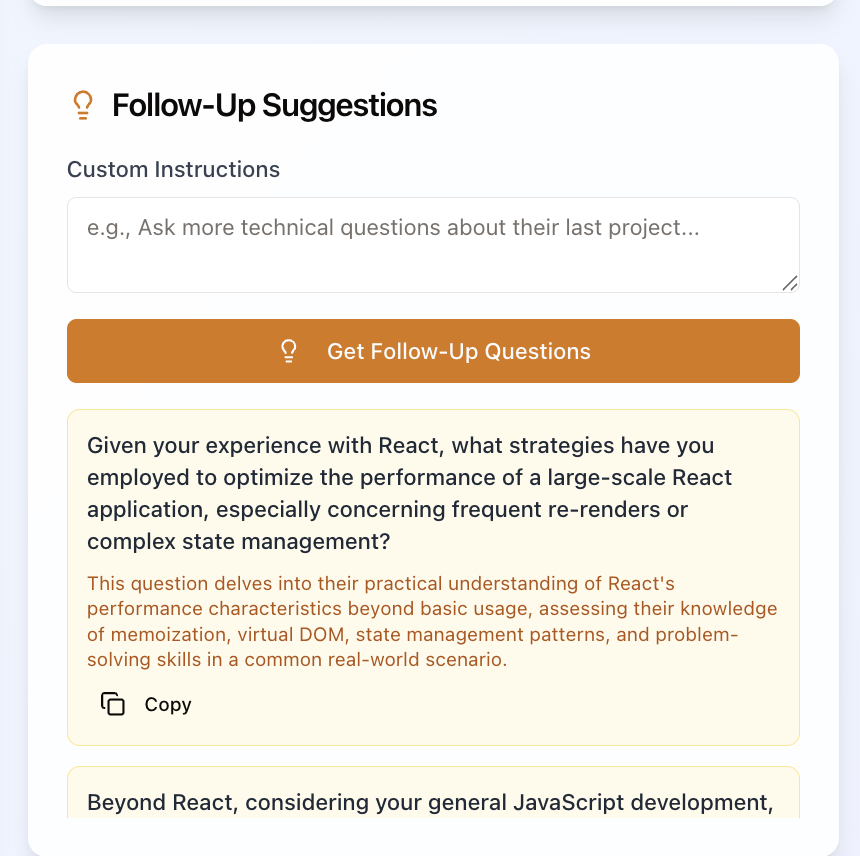 Follow-Up Suggestions
Custom Instructions
e.g., Ask more technical questions about their last project...
Get Follow-Up Questions
Given your experience with React, what strategies have you
employed to optimize the performance of a large-scale React
application, especially concerning frequent re-renders or
complex state management?
This question delves into their practical understanding of React's
performance characteristics beyond basic usage, assessing their knowledge
of memoization, virtual DOM, state management patterns, and problem-
solving skills in a common real-world scenario.
Copy
Beyond React, considering your general JavaScript development,